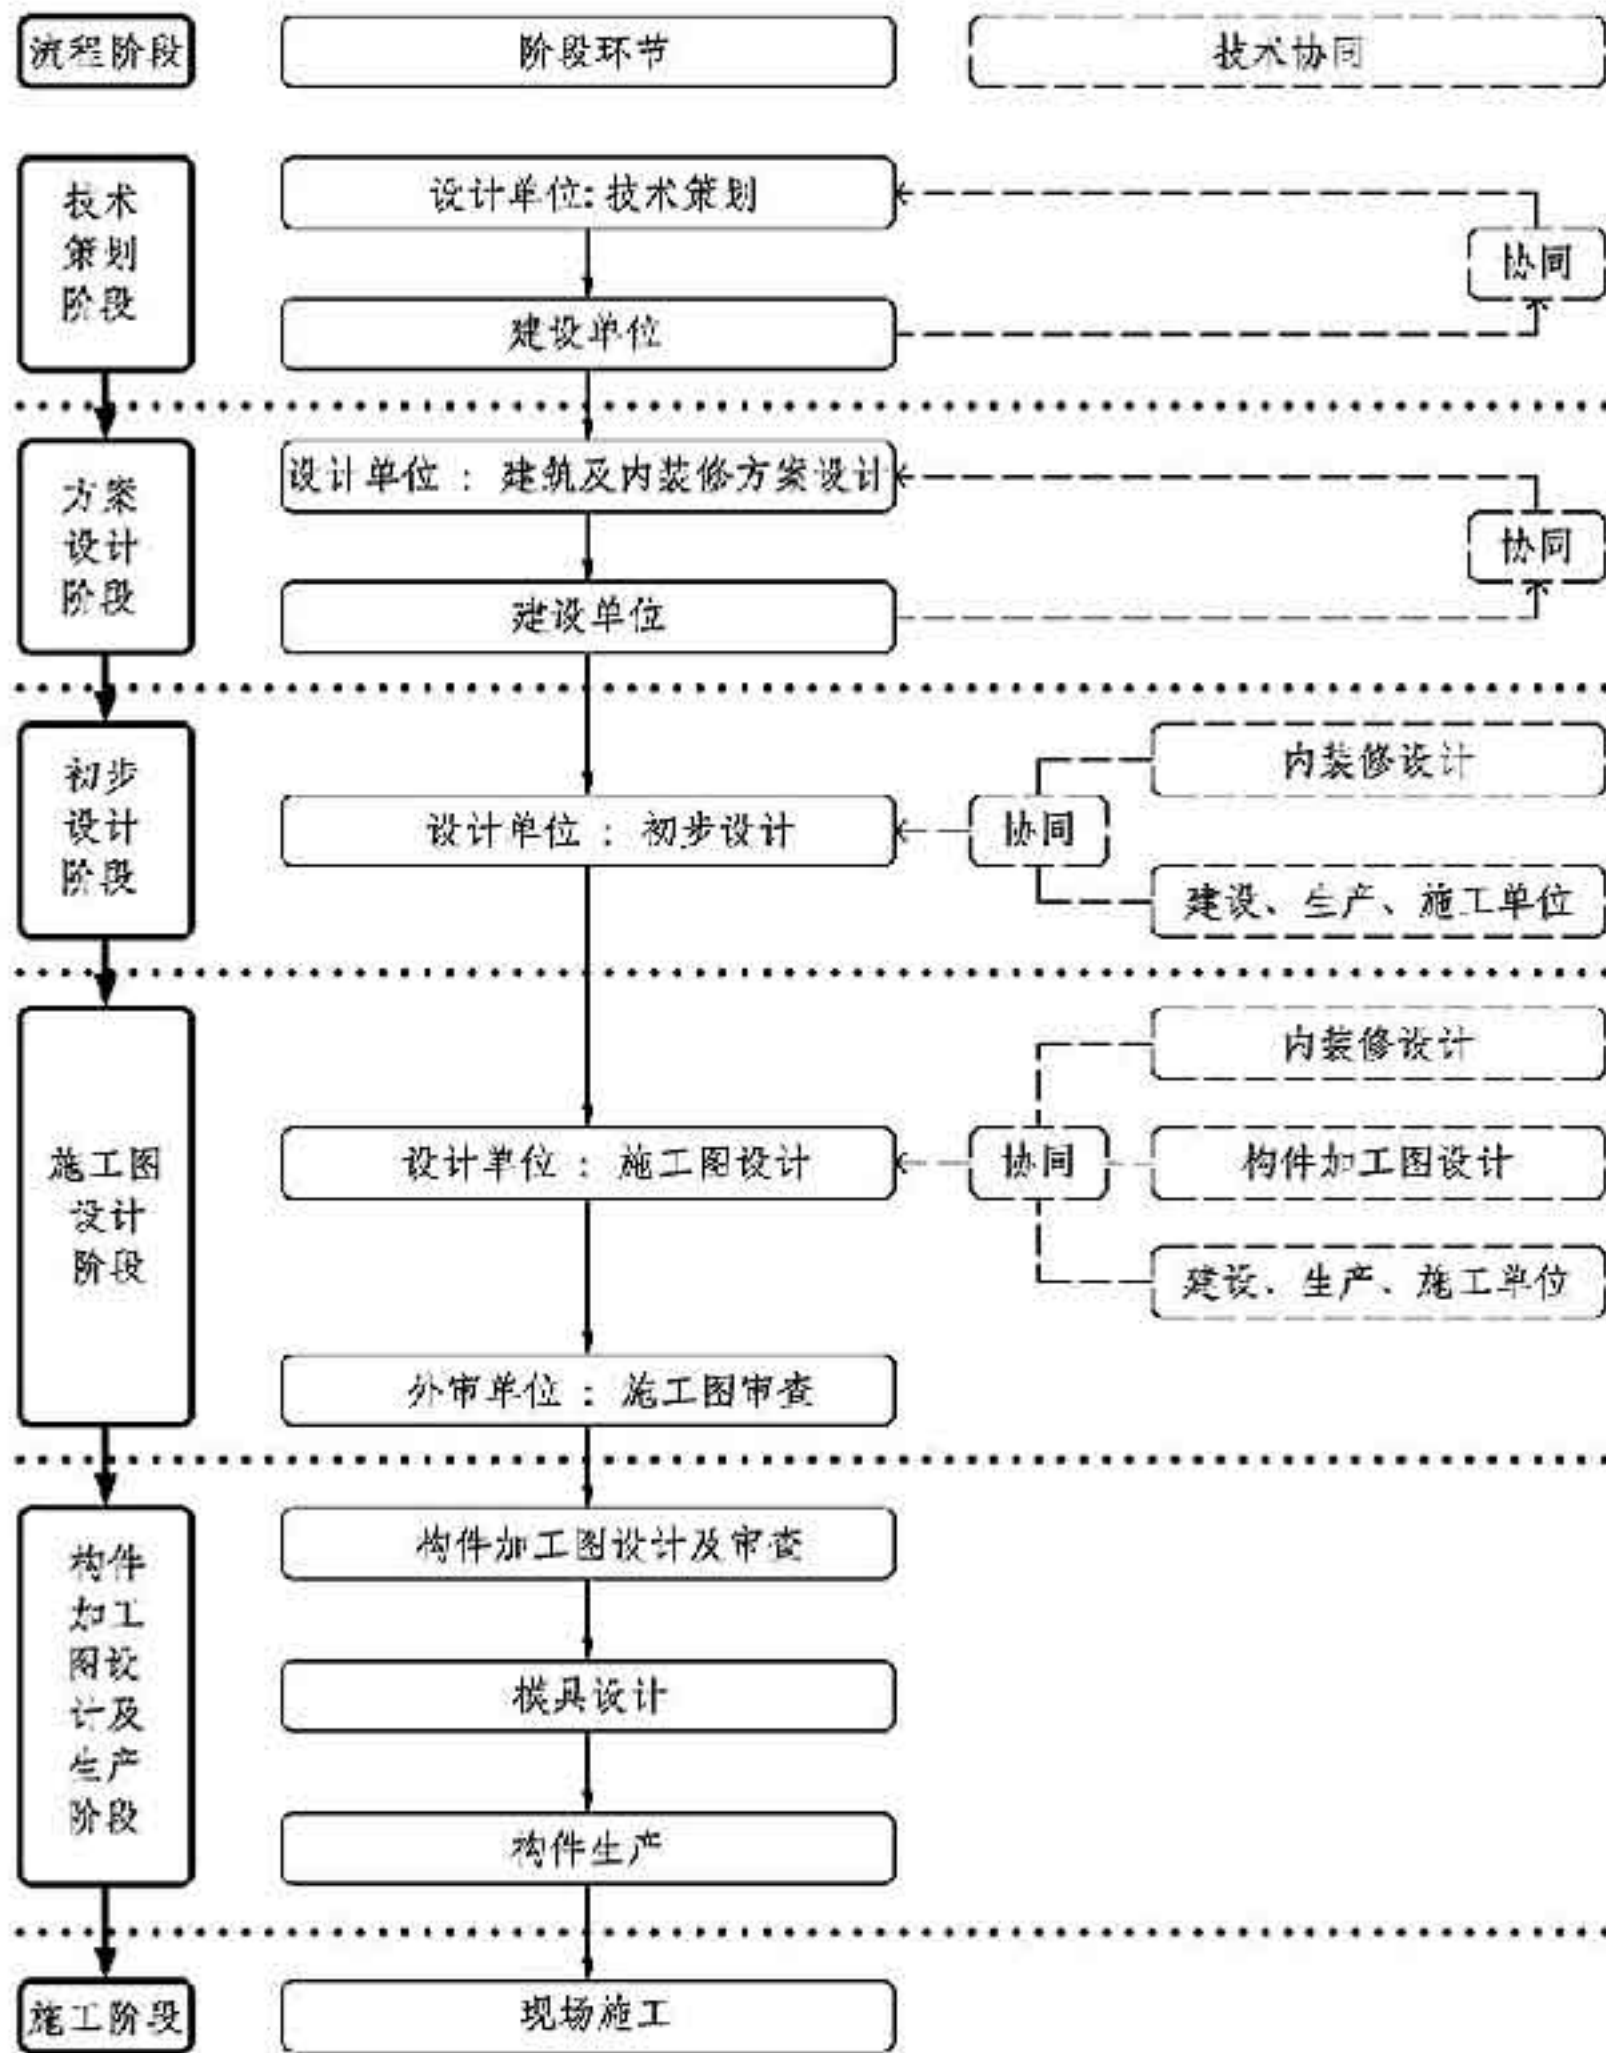 流程阶段
阶段环节
技术协同
技术
策划
阶段
设计单位:技术策划
协同
建设单位
方案
设计
阶段
设计单位：建筑及内装修方案设计
协同
建设单位
初步
设计
阶段
内装修设计
设计单位：初步设计
协同
建设、生产、施工单位
施工图
设计
阶段
内装修设计
设计单位：施工图设计
协同
构件加工图设计
建设、生产、施工单位
外审单位：施工图审查
构件
加工
图设
计及
生产
阶段
构件加工图设计及审查
模具设计
构件生产
施工阶段
现场施工